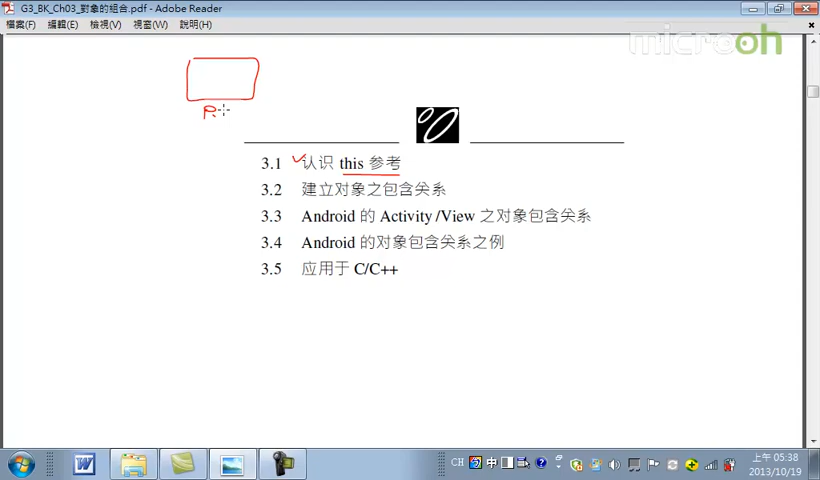 G3_BK_Ch03_對象的組合.pdf - Adobe Reader
檔案(F) 編輯(E) 檢視(V) 視窗(W) 說明(H)
microoh
3.1 认识 this 参考
3.2 建立对象之包含关系
3.3 Android 的 Activity /View 之对象包含关系
3.4 Android 的对象包含关系之例
3.5 应用于 C/C++
CH 中
上午 05:38
2013/10/19